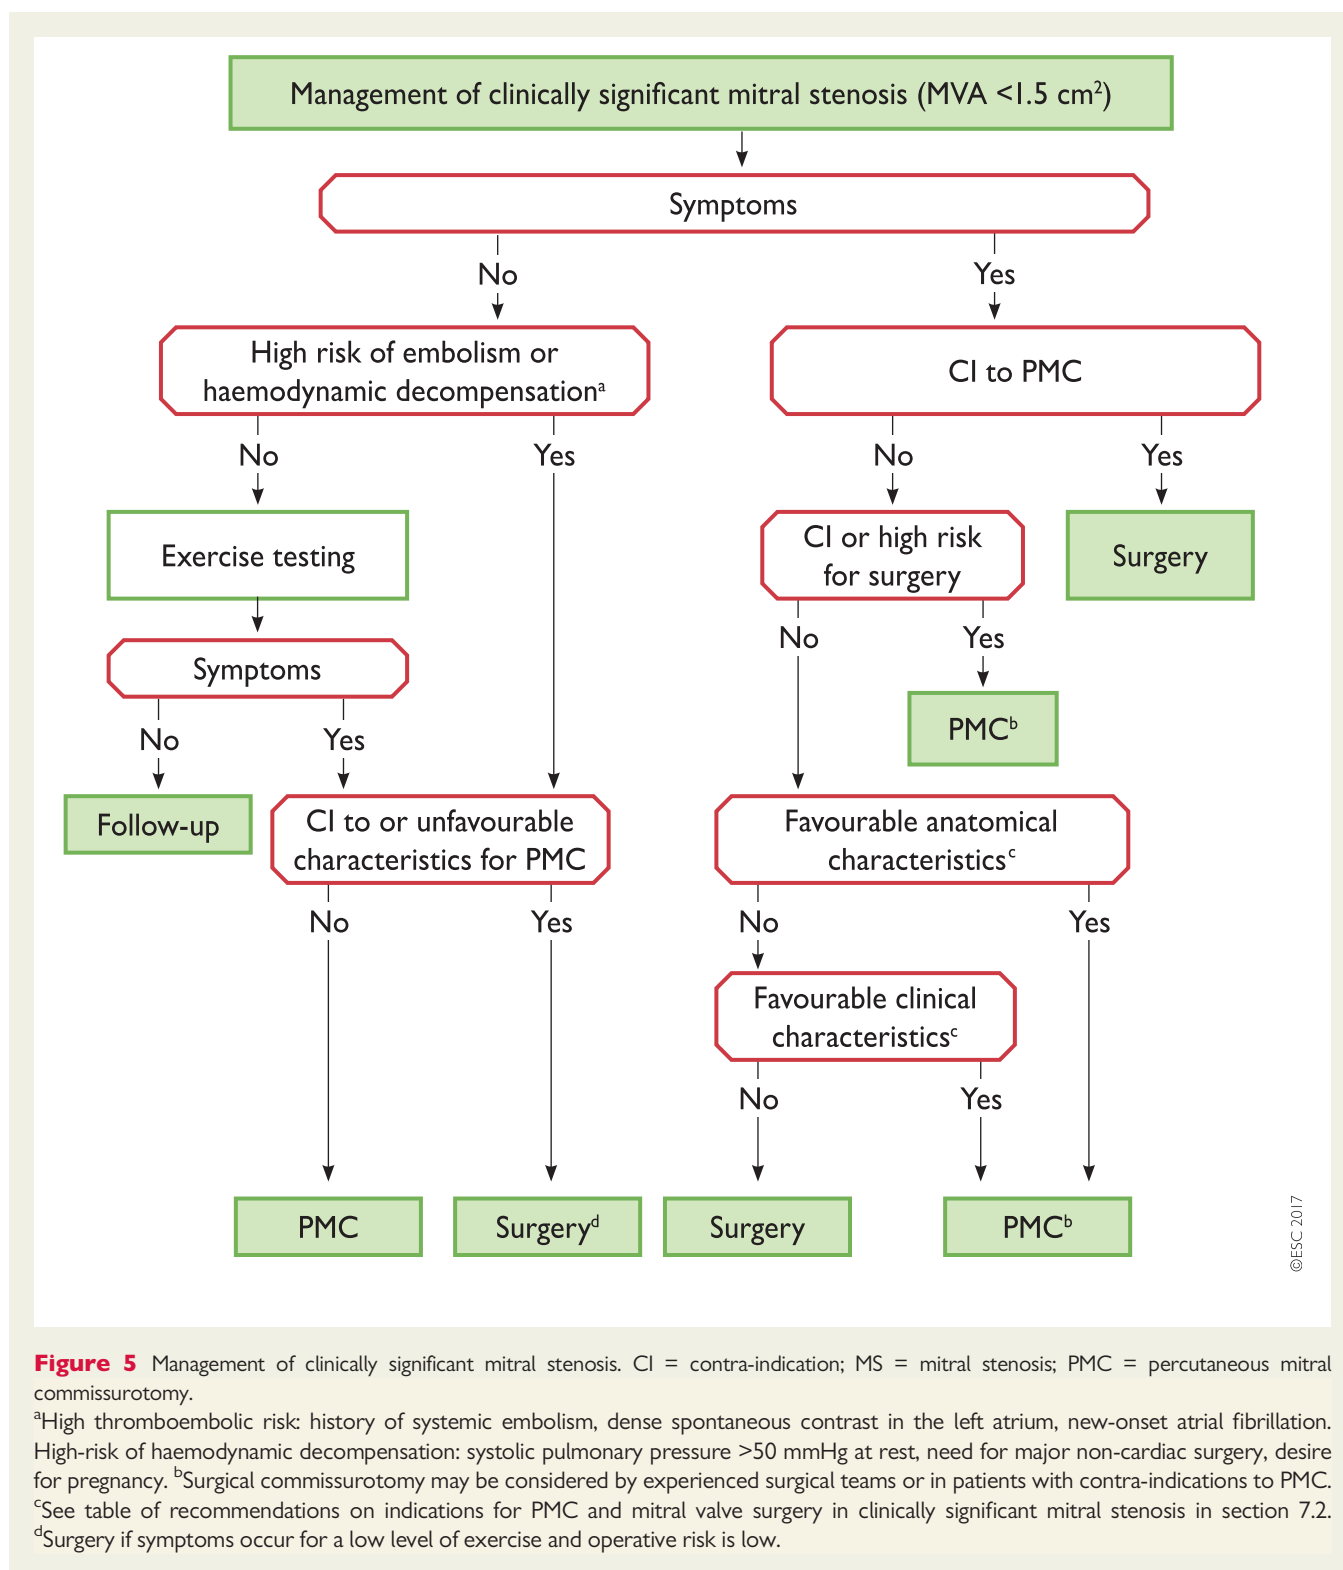 Management of clinically significant mitral stenosis (MVA <1.5 cm²)
Symptoms
No
Yes
High risk of embolism or
haemodynamic decompensationᵃ
CI to PMC
No
Yes
No
Yes
Exercise testing
CI or high risk
for surgery
Surgery
Symptoms
No
Yes
No
Yes
PMCᵇ
Follow-up
CI to or unfavourable
characteristics for PMC
Favourable anatomical
characteristicsᶜ
No
Yes
No
Yes
Favourable clinical
characteristicsᶜ
No
Yes
PMC
Surgeryᵈ
Surgery
PMCᵇ
©ESC 2017
Figure 5 Management of clinically significant mitral stenosis. CI = contra-indication; MS = mitral stenosis; PMC = percutaneous mitral
commissurotomy.
ᵃHigh thromboembolic risk: history of systemic embolism, dense spontaneous contrast in the left atrium, new-onset atrial fibrillation.
High-risk of haemodynamic decompensation: systolic pulmonary pressure >50 mmHg at rest, need for major non-cardiac surgery, desire
for pregnancy. ᵇSurgical commissurotomy may be considered by experienced surgical teams or in patients with contra-indications to PMC.
ᶜSee table of recommendations on indications for PMC and mitral valve surgery in clinically significant mitral stenosis in section 7.2.
ᵈSurgery if symptoms occur for a low level of exercise and operative risk is low.